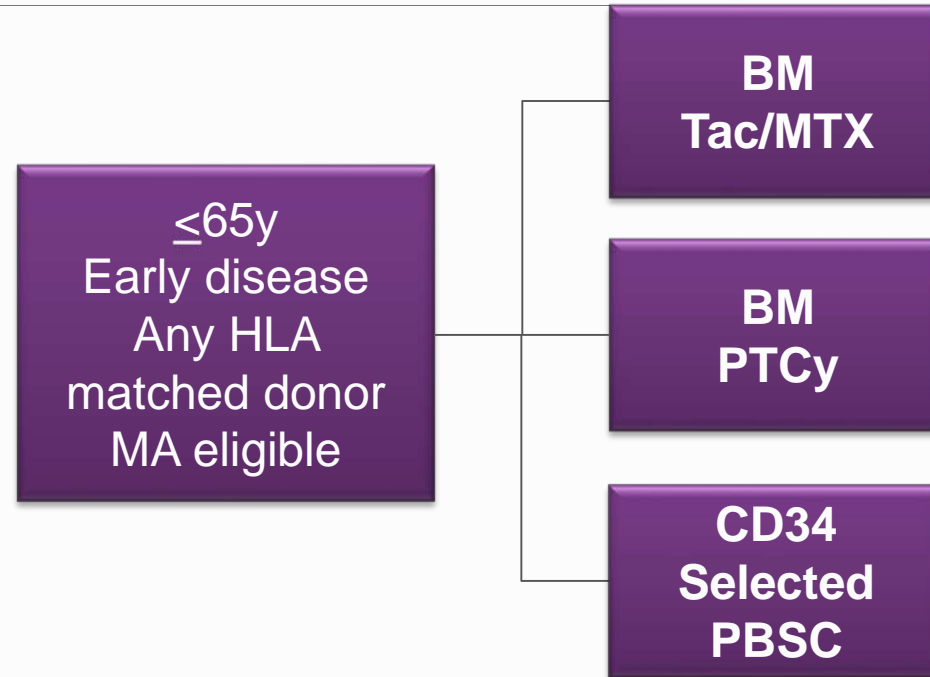 ≤65y
Early disease
Any HLA
matched donor
MA eligible
BM
Tac/MTX
BM
PTCy
CD34
Selected
PBSC